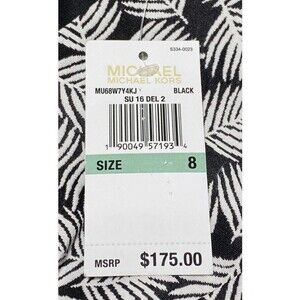 S334-0023
MICHAEL
MICHAEL KORS
MU68W7Y4KJ BLACK
SU 16 DEL 2
1 90049 57193 4
SIZE 8
MSRP $175.00